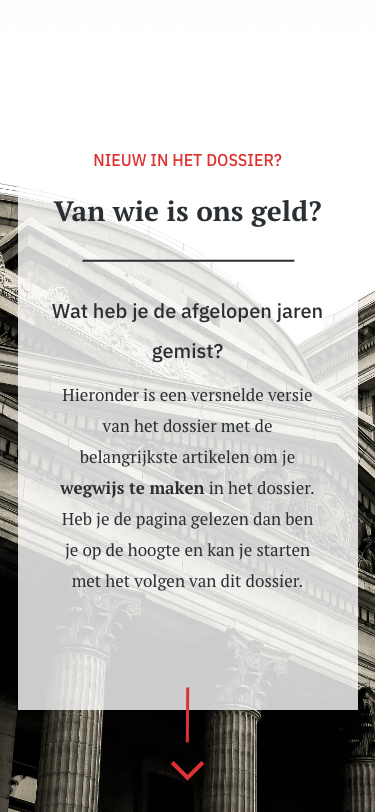 NIEUW IN HET DOSSIER?
Van wie is ons geld?
Wat heb je de afgelopen jaren
gemist?
Hieronder is een versnelde versie
van het dossier met de
belangrijkste artikelen om je
wegwijs te maken in het dossier.
Heb je de pagina gelezen dan ben
je op de hoogte en kan je starten
met het volgen van dit dossier.